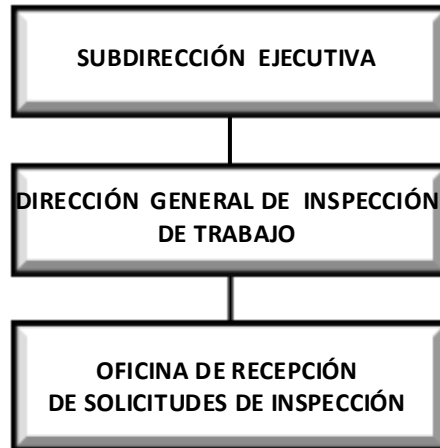 SUBDIRECCIÓN EJECUTIVA
DIRECCIÓN GENERAL DE INSPECCIÓN
DE TRABAJO
OFICINA DE RECEPCIÓN
DE SOLICITUDES DE INSPECCIÓN